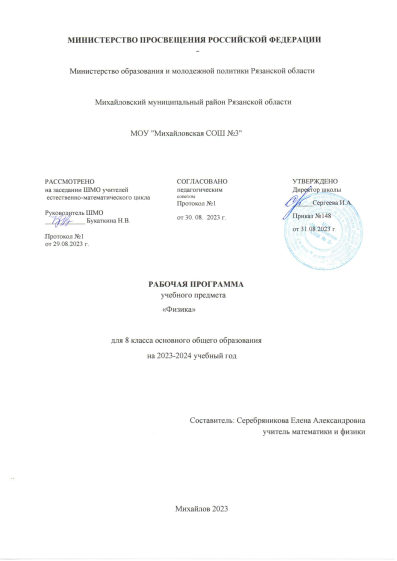 МИНИСТЕРСТВО ПРОСВЕЩЕНИЯ РОССИЙСКОЙ ФЕДЕРАЦИИ
Министерство образования и молодежной политики Рязанской области
Михайловский муниципальный район Рязанской области
МОУ "Михайловская СОШ №3"
РАССМОТРЕНО
на заседании ШМО учителей
естественно-математического цикла
Руководитель ШМО
Букаткина Н.В.
Протокол №1
от 29.08.2023 г.
СОГЛАСОВАНО
педагогическим
советом
Протокол №1
от 30. 08. 2023 г.
УТВЕРЖДЕНО
Директор школы
Сергеева И.А.
Приказ №148
от 31.08.2023 г
РАБОЧАЯ ПРОГРАММА
учебного предмета
«Физика»
для 8 класса основного общего образования
на 2023-2024 учебный год
Составитель: Серебряникова Елена Александровна
учитель математики и физики
Михайлов 2023